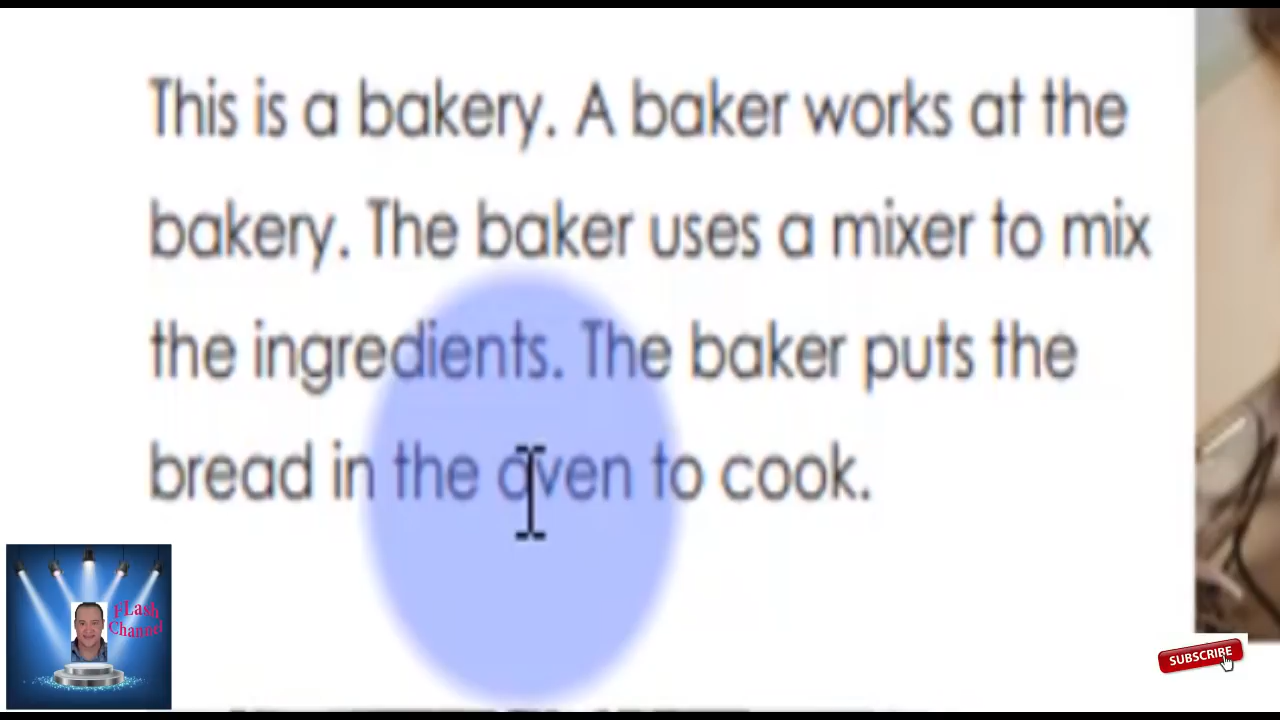 This is a bakery. A baker works at the
bakery. The baker uses a mixer to mix
the ingredients. The baker puts the
bread in the oven to cook.
FLash
Channel
SUBSCRIBE